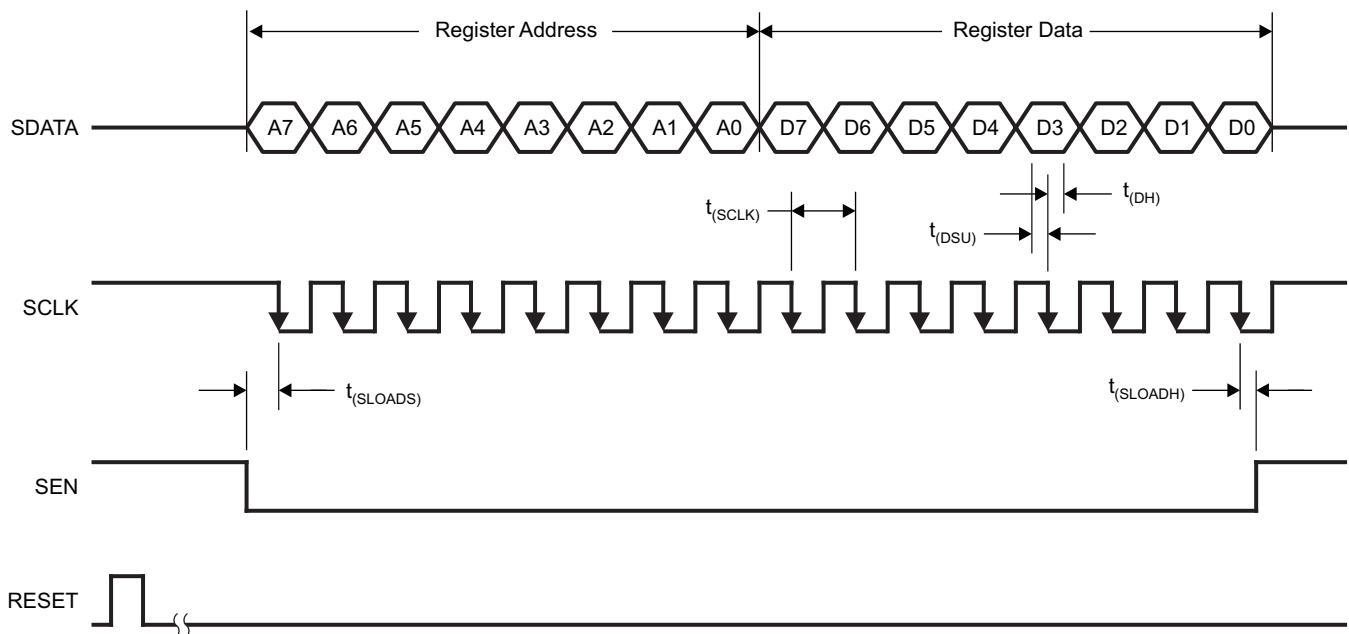 Register Address
Register Data
SDATA
A7 A6 A5 A4 A3 A2 A1 A0 D7 D6 D5 D4 D3 D2 D1 D0
t(SCLK)
t(DH)
t(DSU)
SCLK
t(SLOADS)
t(SLOADH)
SEN
RESET